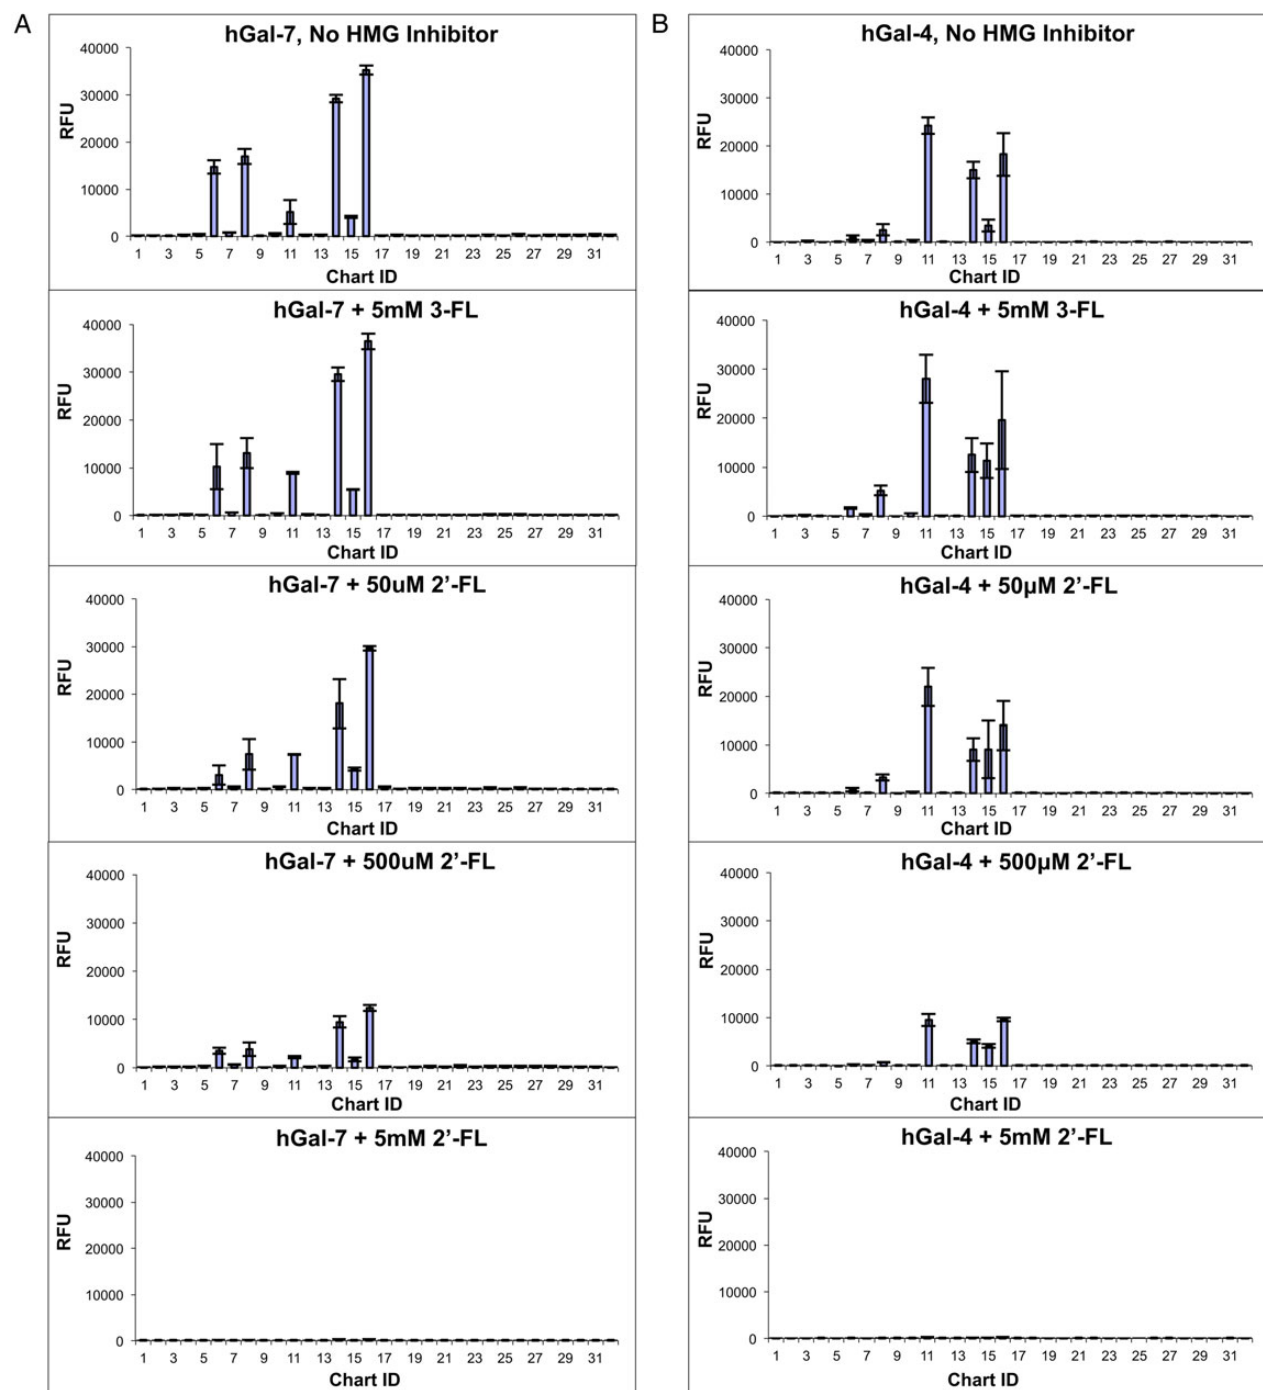 A
hGal-7, No HMG Inhibitor
40000
30000
20000
10000
0
RFU
1 3 5 7 9 11 13 15 17 19 21 23 25 27 29 31
Chart ID
hGal-7 + 5mM 3-FL
40000
30000
20000
10000
0
RFU
1 3 5 7 9 11 13 15 17 19 21 23 25 27 29 31
Chart ID
hGal-7 + 50uM 2’-FL
40000
30000
20000
10000
0
RFU
1 3 5 7 9 11 13 15 17 19 21 23 25 27 29 31
Chart ID
hGal-7 + 500uM 2’-FL
40000
30000
20000
10000
0
RFU
1 3 5 7 9 11 13 15 17 19 21 23 25 27 29 31
Chart ID
hGal-7 + 5mM 2’-FL
40000
30000
20000
10000
0
RFU
1 3 5 7 9 11 13 15 17 19 21 23 25 27 29 31
Chart ID
B
hGal-4, No HMG Inhibitor
40000
30000
20000
10000
0
RFU
1 3 5 7 9 11 13 15 17 19 21 23 25 27 29 31
Chart ID
hGal-4 + 5mM 3-FL
40000
30000
20000
10000
0
RFU
1 3 5 7 9 11 13 15 17 19 21 23 25 27 29 31
Chart ID
hGal-4 + 50µM 2’-FL
40000
30000
20000
10000
0
RFU
1 3 5 7 9 11 13 15 17 19 21 23 25 27 29 31
Chart ID
hGal-4 + 500µM 2’-FL
40000
30000
20000
10000
0
RFU
1 3 5 7 9 11 13 15 17 19 21 23 25 27 29 31
Chart ID
hGal-4 + 5mM 2’-FL
40000
30000
20000
10000
0
RFU
1 3 5 7 9 11 13 15 17 19 21 23 25 27 29 31
Chart ID